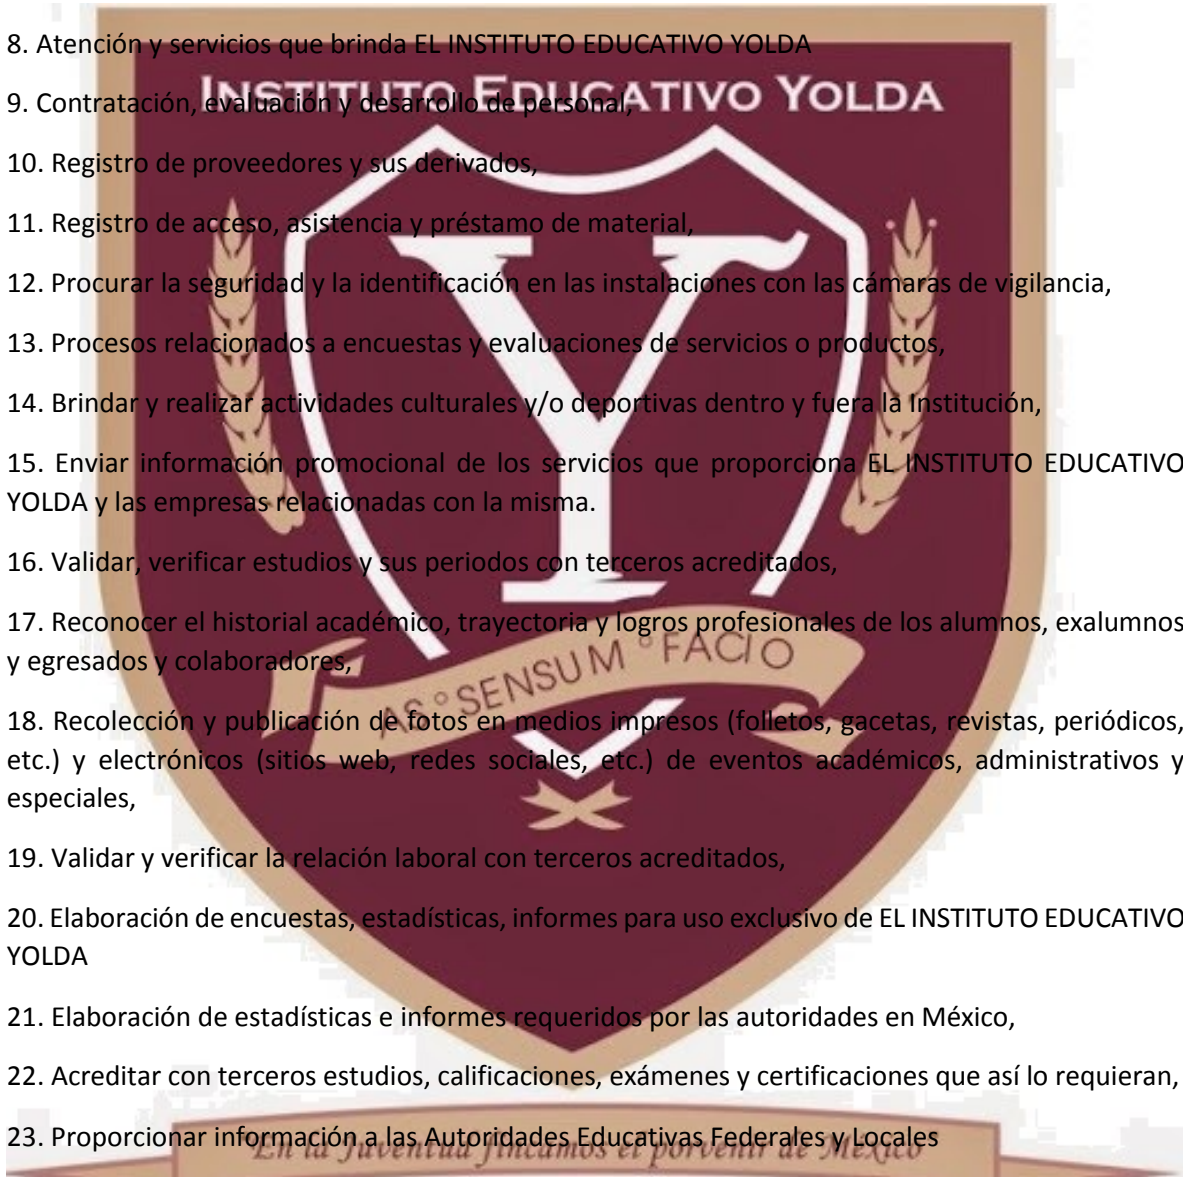 8. Atención y servicios que brinda EL INSTITUTO EDUCATIVO YOLDA
INSTITUTO EDUCATIVO YOLDA
9. Contratación, evaluación y desarrollo de personal,
10. Registro de proveedores y sus derivados,
11. Registro de acceso, asistencia y préstamo de material,
12. Procurar la seguridad y la identificación en las instalaciones con las cámaras de vigilancia,
13. Procesos relacionados a encuestas y evaluaciones de servicios o productos,
14. Brindar y realizar actividades culturales y/o deportivas dentro y fuera la Institución,
15. Enviar información promocional de los servicios que proporciona EL INSTITUTO EDUCATIVO
YOLDA y las empresas relacionadas con la misma.
16. Validar, verificar estudios y sus periodos con terceros acreditados,
17. Reconocer el historial académico, trayectoria y logros profesionales de los alumnos, exalumnos
y egresados y colaboradores,
AS° SENSUM °FACIO
18. Recolección y publicación de fotos en medios impresos (folletos, gacetas, revistas, periódicos,
etc.) y electrónicos (sitios web, redes sociales, etc.) de eventos académicos, administrativos y
especiales,
19. Validar y verificar la relación laboral con terceros acreditados,
20. Elaboración de encuestas, estadísticas, informes para uso exclusivo de EL INSTITUTO EDUCATIVO
YOLDA
21. Elaboración de estadísticas e informes requeridos por las autoridades en México,
22. Acreditar con terceros estudios, calificaciones, exámenes y certificaciones que así lo requieran,
23. Proporcionar información a las Autoridades Educativas Federales y Locales
"En la Juventud fincamos el porvenir de México"